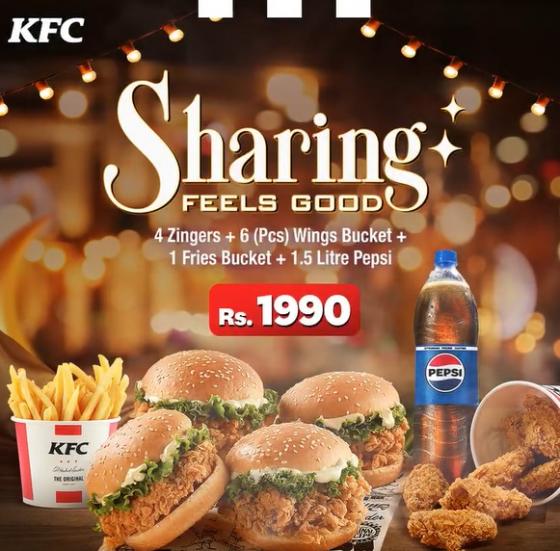 KFC
Sharing
FEELS GOOD
4 Zingers + 6 (Pcs) Wings Bucket +
1 Fries Bucket + 1.5 Litre Pepsi
Rs. 1990
PEPSI
KFC
THE ORIGINAL